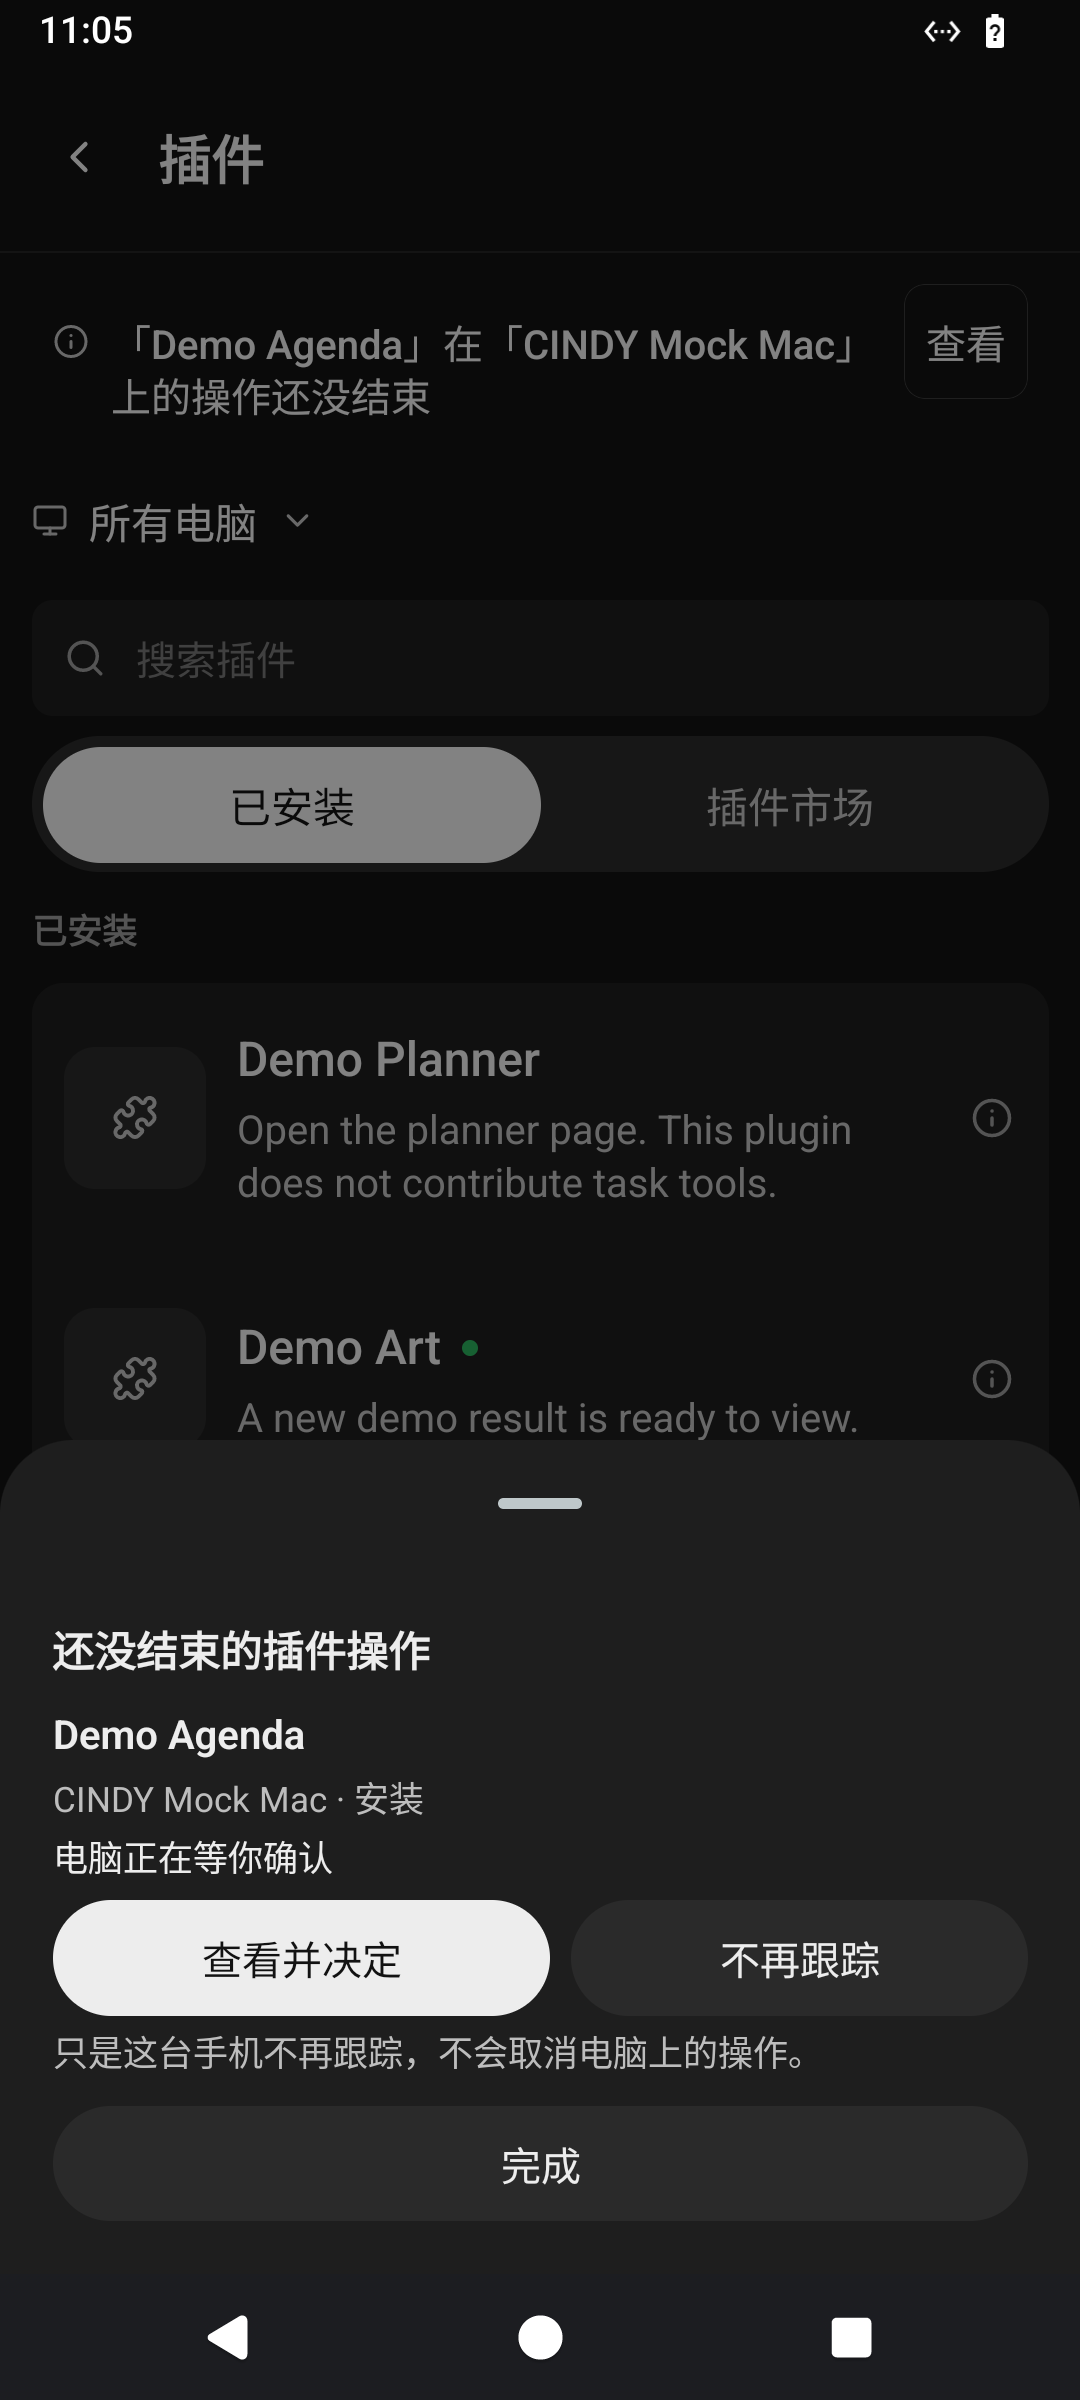 11:05
插件
「Demo Agenda」在「CINDY Mock Mac」
上的操作还没结束
查看
所有电脑
搜索插件
已安装
插件市场
已安装
Demo Planner
Open the planner page. This plugin
does not contribute task tools.
Demo Art
A new demo result is ready to view.
还没结束的插件操作
Demo Agenda
CINDY Mock Mac · 安装
电脑正在等你确认
查看并决定
不再跟踪
只是这台手机不再跟踪，不会取消电脑上的操作。
完成